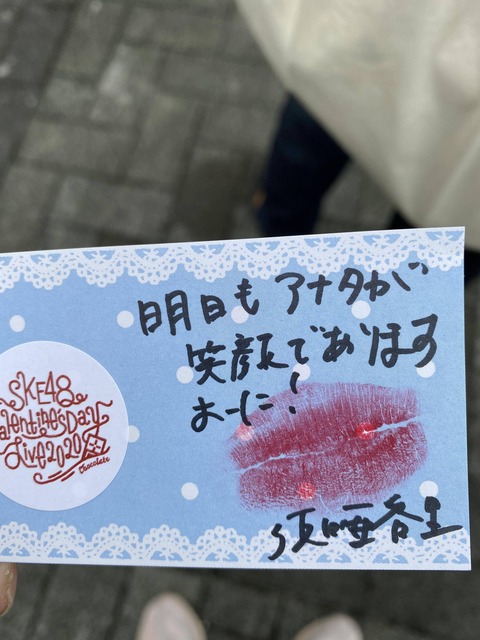 明日も アナタが
笑顔であります
よーに!
須田亜香里
SKE48
Valentine's Day
Live 2020
Chocolate